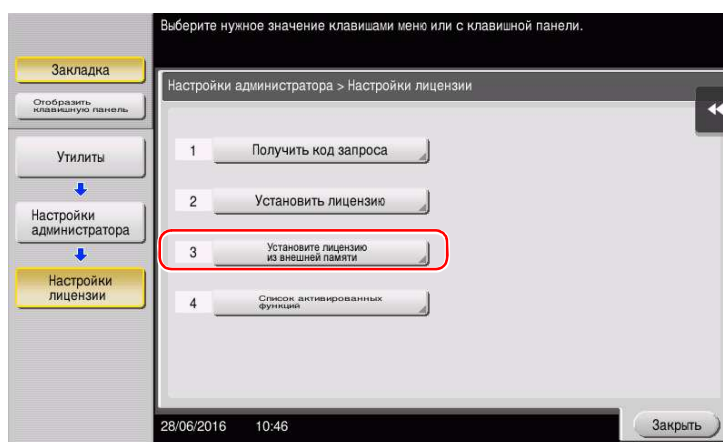 Выберите нужное значение клавишами меню или с клавишной панели.
Закладка
Отобразить
клавишную панель
Утилиты
Настройки
администратора
Настройки
лицензии
Настройки администратора > Настройки лицензии
1 Получить код запроса
2 Установить лицензию
3 Установите лицензию
из внешней памяти
4 Список активированных
функций
28/06/2016 10:46
Закрыть